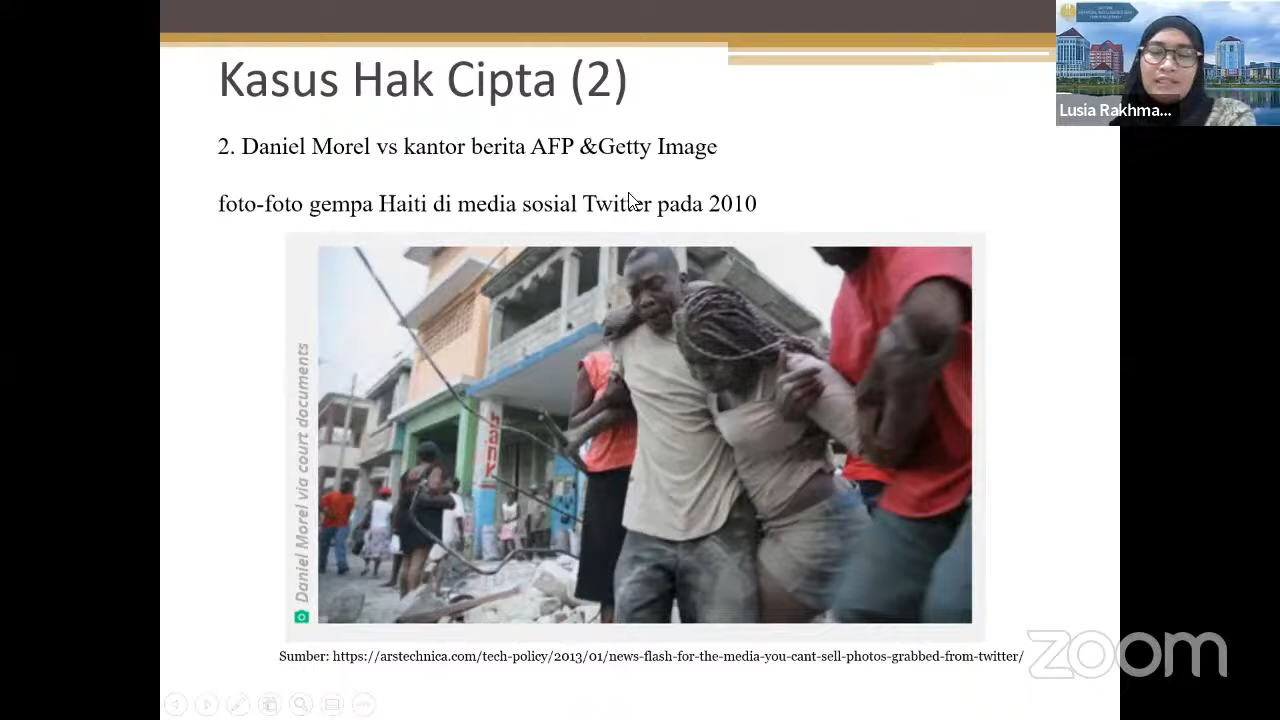 Kasus Hak Cipta (2)
2. Daniel Morel vs kantor berita AFP &Getty Image
foto-foto gempa Haiti di media sosial Twitter pada 2010
bank
Daniel Morel via court documents
Sumber: https://arstechnica.com/tech-policy/2013/01/news-flash-for-the-media-you-cant-sell-photos-grabbed-from-twitter/
Lusia Rakhma...
zoom